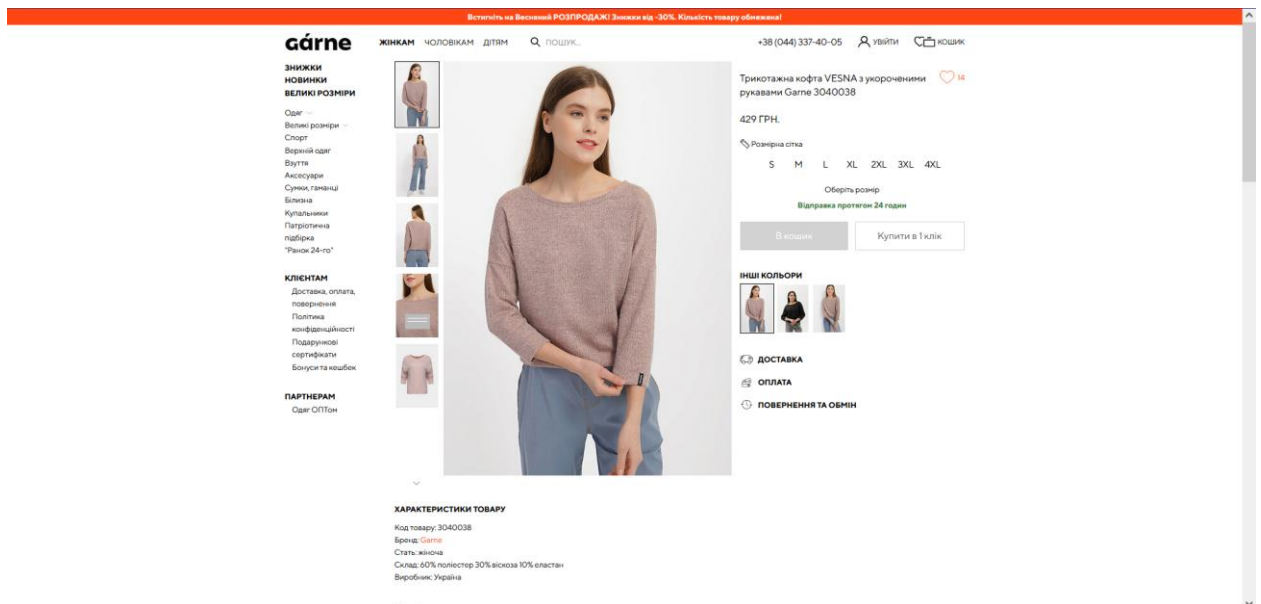 Встигніть на Весняний РОЗПРОДАЖ! Знижки від -30%. Кількість товару обмежена!
gárne
ЖІНКАМ ЧОЛОВІКАМ ДІТЯМ ПОШУК...
+38 (044) 337-40-05 УВІЙТИ КОШИК
ЗНИЖКИ
НОВИНКИ
ВЕЛИКІ РОЗМІРИ
Одяг
Великі розміри
Спорт
Верхній одяг
Взуття
Аксесуари
Сумки, гаманці
Білизна
Купальники
Патріотична
підбірка
"Ранок 24-го"
КЛІЄНТАМ
Доставка, оплата,
повернення
Політика
конфіденційності
Подарункові
сертифікати
Бонуси та кешбек
ПАРТНЕРАМ
Одяг ОПТом
Трикотажна кофта VESNA з укороченими
рукавами Garne 3040038
14
429 ГРН.
Розмірна сітка
S M L XL 2XL 3XL 4XL
Оберіть розмір
Відправка протягом 24 годин
В кошик
Купити в 1 клік
ІНШІ КОЛЬОРИ
ДОСТАВКА
ОПЛАТА
ПОВЕРНЕННЯ ТА ОБМІН
ХАРАКТЕРИСТИКИ ТОВАРУ
Код товару: 3040038
Бренд: Garne
Стать: жіноча
Склад: 60% поліестер 30% віскоза 10% еластан
Виробник: Україна